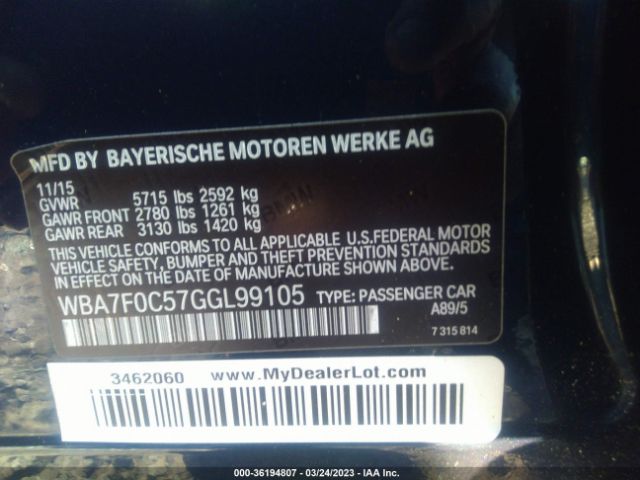 MFD BY BAYERISCHE MOTOREN WERKE AG
11/15
GVWR 5715 lbs 2592 kg
GAWR FRONT 2780 lbs 1261 kg
GAWR REAR 3130 lbs 1420 kg
THIS VEHICLE CONFORMS TO ALL APPLICABLE U.S.FEDERAL MOTOR
VEHICLE SAFETY, BUMPER AND THEFT PREVENTION STANDARDS
IN EFFECT ON THE DATE OF MANUFACTURE SHOWN ABOVE.
WBA7F0C57GGL99105 TYPE: PASSENGER CAR
A89/5
7 315 814
3462060 www.MyDealerLot.com
000-36194807 — 03/24/2023 — IAA Inc.